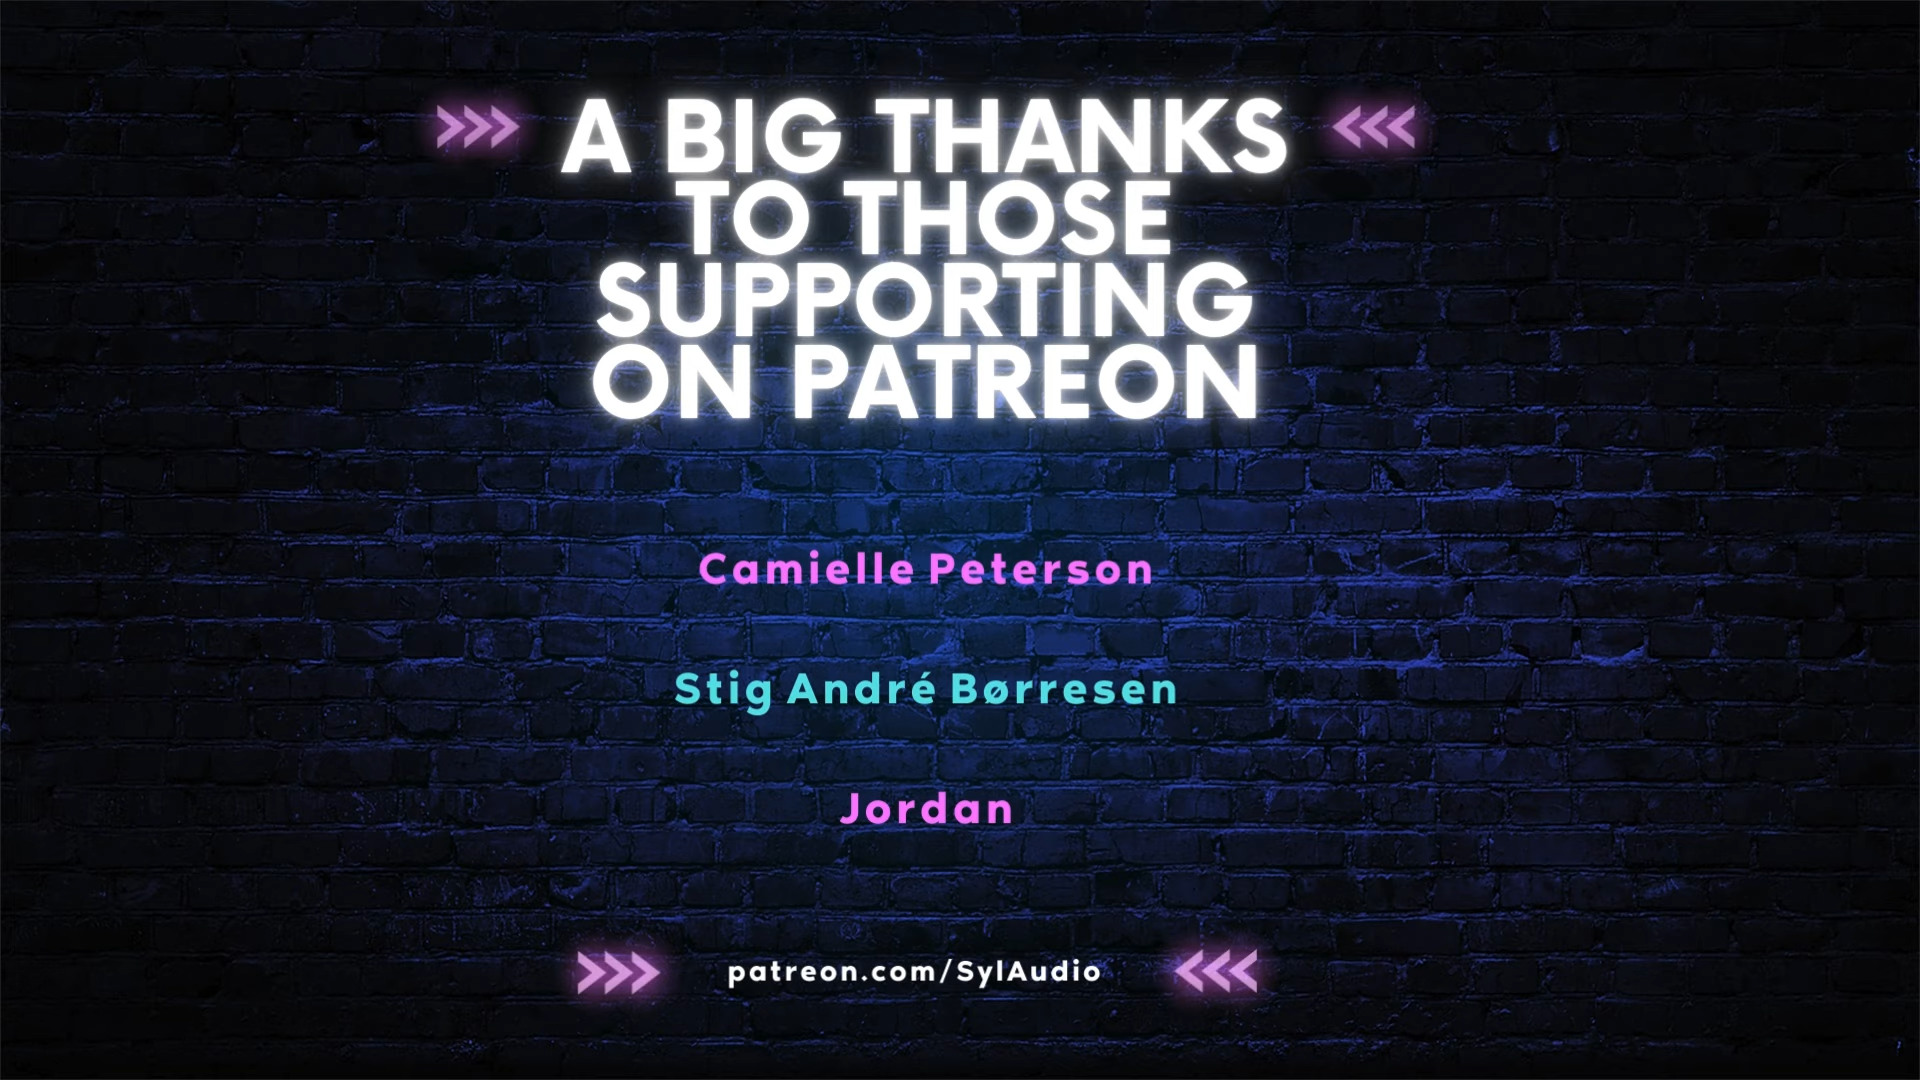 A BIG THANKS
TO THOSE
SUPPORTING
ON PATREON
Camielle Peterson
Stig André Børresen
Jordan
patreon.com/SylAudio